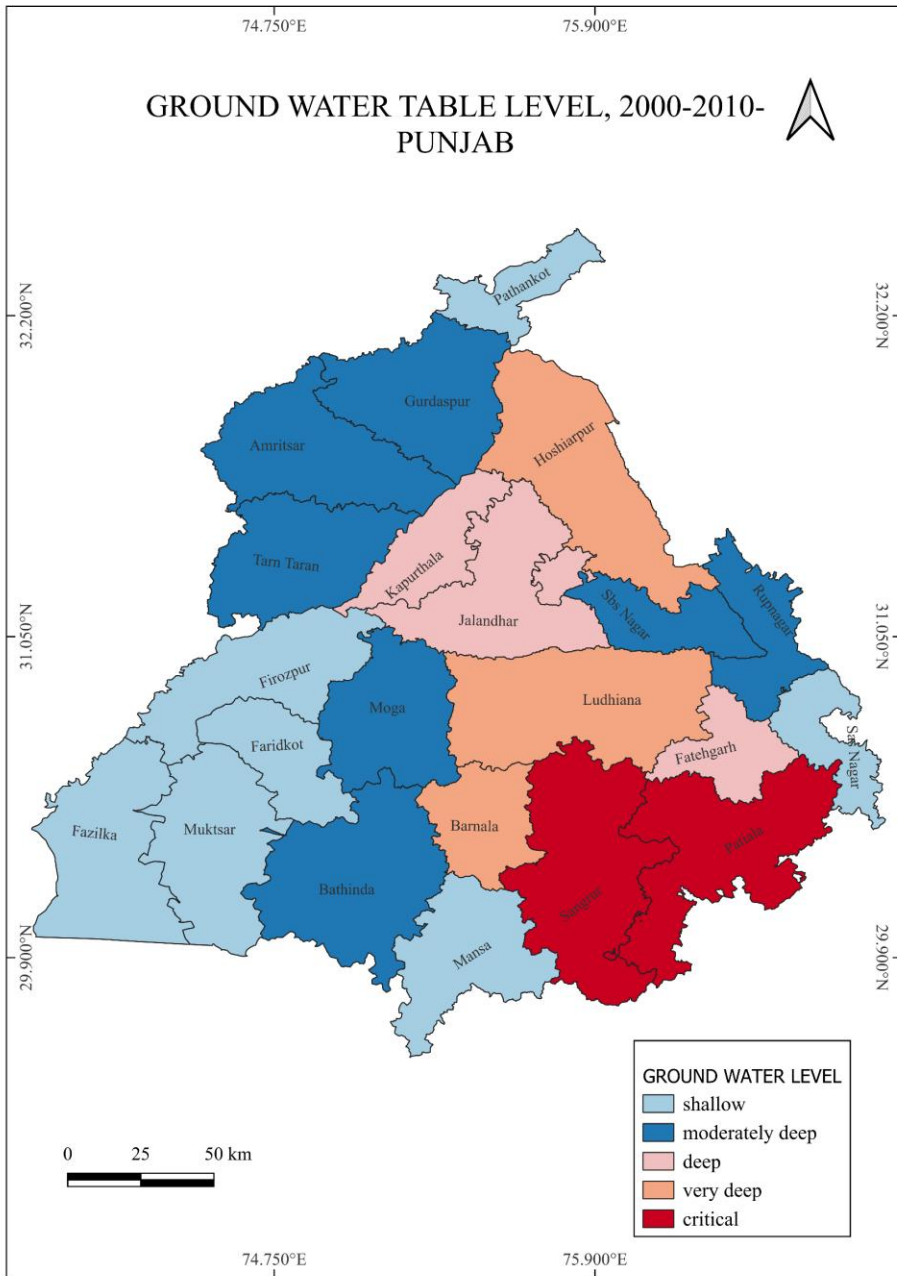 74.750°E 75.900°E
GROUND WATER TABLE LEVEL, 2000-2010-
PUNJAB
32.200°N
32.200°N
Pathankot
Gurdaspur
Amritsar
Hoshiarpur
Tarn Taran
Kapurthala
Jalandhar
Sbs Nagar
Rupnagar
31.050°N
31.050°N
Firozpur
Moga
Ludhiana
Faridkot
Fatehgarh
Sas Nagar
Fazilka
Muktsar
Barnala
Patiala
Bathinda
Sangrur
Mansa
29.900°N
29.900°N
GROUND WATER LEVEL
shallow
moderately deep
deep
very deep
critical
0 25 50 km
74.750°E 75.900°E